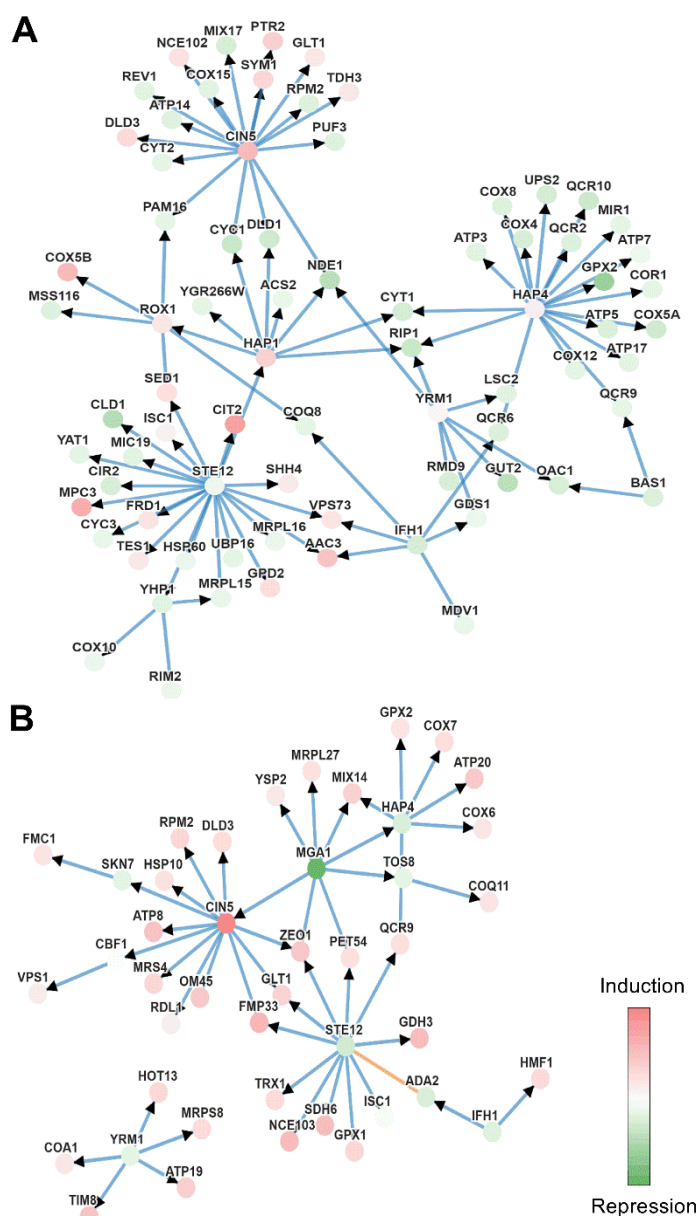 A
PTR2
MIX17
NCE102
GLT1
SYM1
COX15
REV1
TDH3
RPM2
ATP14
DLD3
CIN5
PUF3
CYT2
UPS2
COX8
QCR10
PAM16
MIR1
CYC1
DLD1
COX4
QCR2
ATP3
ATP7
COX5B
NDE1
GPX2
YGR266W
ACS2
COR1
MSS116
HAP4
ROX1
CYT1
ATP5
COX5A
HAP1
RIP1
COX12
ATP17
SED1
LSC2
YRM1
CLD1
CIT2
COQ8
QCR9
ISC1
QCR6
YAT1
MIC19
STE12
SHH4
CIR2
RMD9
GUT2
OAC1
BAS1
MPC3
FRD1
VPS73
GDS1
CYC3
MRPL16
IFH1
TES1
HSP60
UBP16
AAC3
GPD2
YHP1
MRPL15
MDV1
COX10
RIM2
B
GPX2
COX7
MRPL27
YSP2
MIX14
ATP20
HAP4
COX6
RPM2
DLD3
FMC1
MGA1
HSP10
SKN7
TOS8
CIN5
COQ11
ATP8
ZEO1
PET54
QCR9
CBF1
MRS4
OM45
GLT1
VPS1
RDL1
FMP33
Induction
STE12
GDH3
HOT13
TRX1
ADA2
HMF1
ISC1
MRPS8
SDH6
IFH1
YRM1
NCE103
GPX1
COA1
ATP19
TIM8
Repression